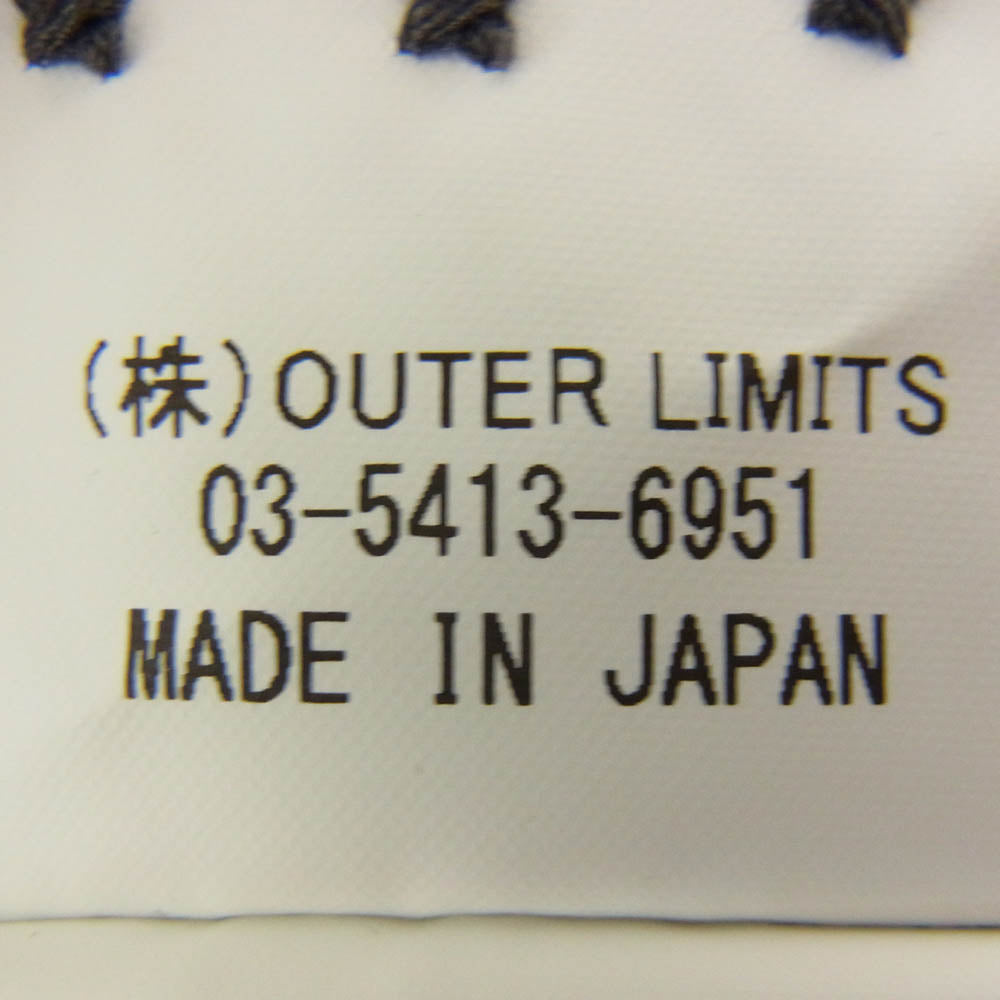 (株)OUTER LIMITS
03-5413-6951
MADE IN JAPAN